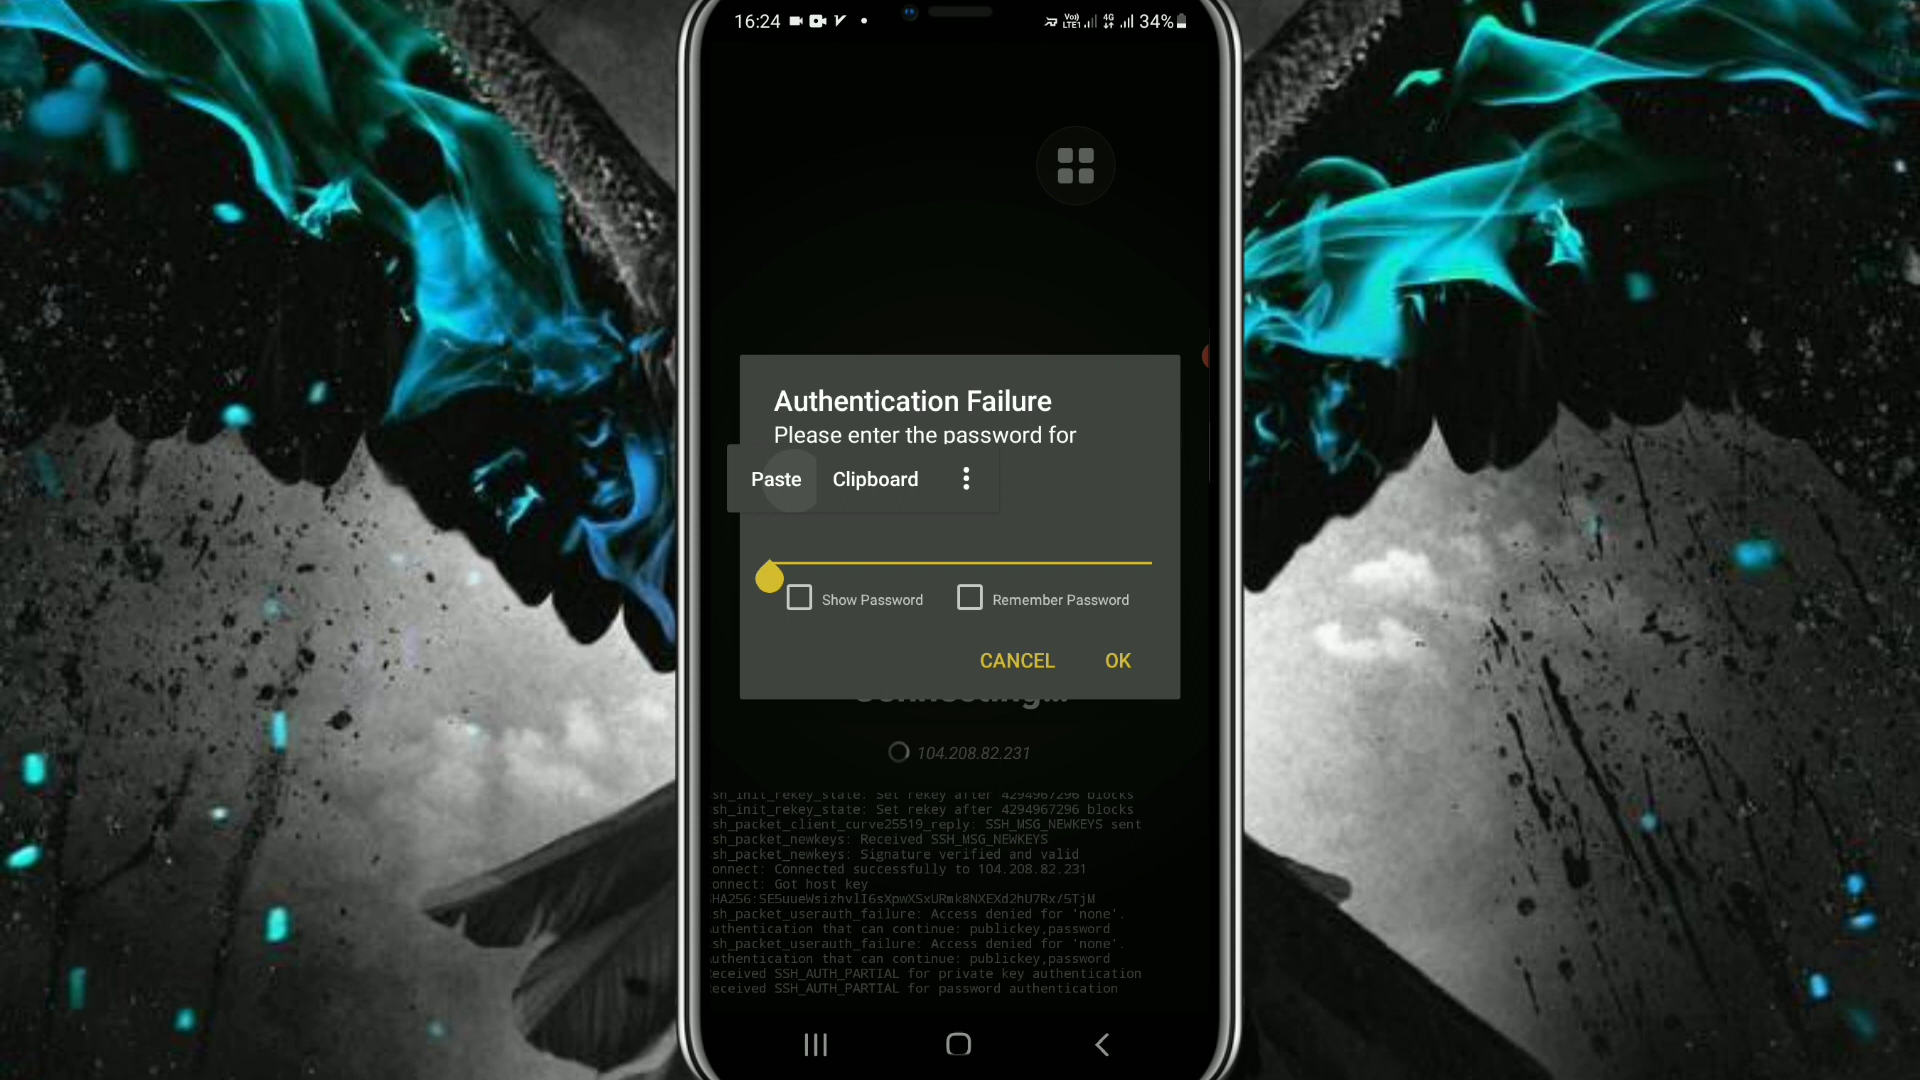 16:24
Voj) LTE1 4G 34%
Authentication Failure
Please enter the password for
Paste Clipboard
Show Password Remember Password
CANCEL OK
Connecting...
104.208.82.231
sh_init_rekey_state: Set rekey after 4294967296 blocks
sh_init_rekey_state: Set rekey after 4294967296 blocks
sh_packet_client_curve25519_reply: SSH_MSG_NEWKEYS sent
sh_packet_newkeys: Received SSH_MSG_NEWKEYS
sh_packet_newkeys: Signature verified and valid
onnect: Connected successfully to 104.208.82.231
onnect: Got host key
HA256:SE5uueWsizhvlI6sXpwXSxURmk8NXEXd2hU7Rx/5TjM
sh_packet_userauth_failure: Access denied for 'none'.
uthentication that can continue: publickey,password
sh_packet_userauth_failure: Access denied for 'none'.
uthentication that can continue: publickey,password
eceived SSH_AUTH_PARTIAL for private key authentication
eceived SSH_AUTH_PARTIAL for password authentication